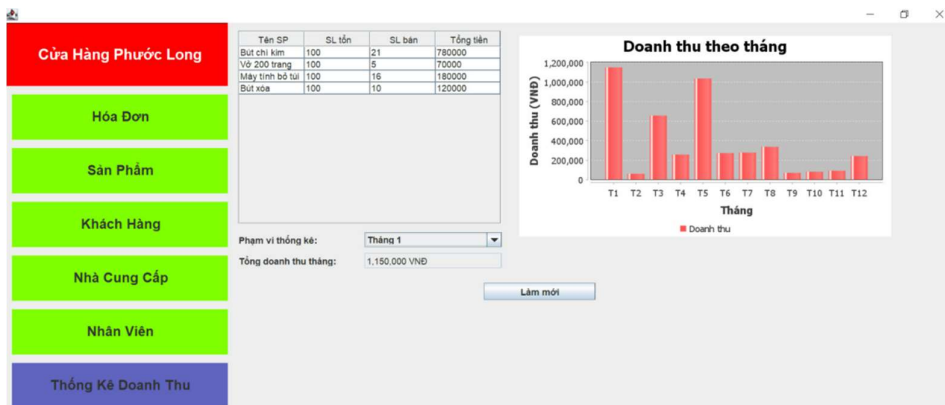 Cửa Hàng Phước Long
Hóa Đơn
Sản Phẩm
Khách Hàng
Nhà Cung Cấp
Nhân Viên
Thống Kê Doanh Thu
Tên SP SL tồn SL bán Tổng tiền
Bút chì kim 100 21 780000
Vở 200 trang 100 5 70000
Máy tính bỏ túi 100 16 180000
Bút xóa 100 10 120000
Phạm vi thống kê: Tháng 1
Tổng doanh thu tháng: 1,150,000 VNĐ
Làm mới
Doanh thu theo tháng
Doanh thu (VNĐ)
1,200,000
1,000,000
800,000
600,000
400,000
200,000
0
T1 T2 T3 T4 T5 T6 T7 T8 T9 T10 T11 T12
Tháng
Doanh thu